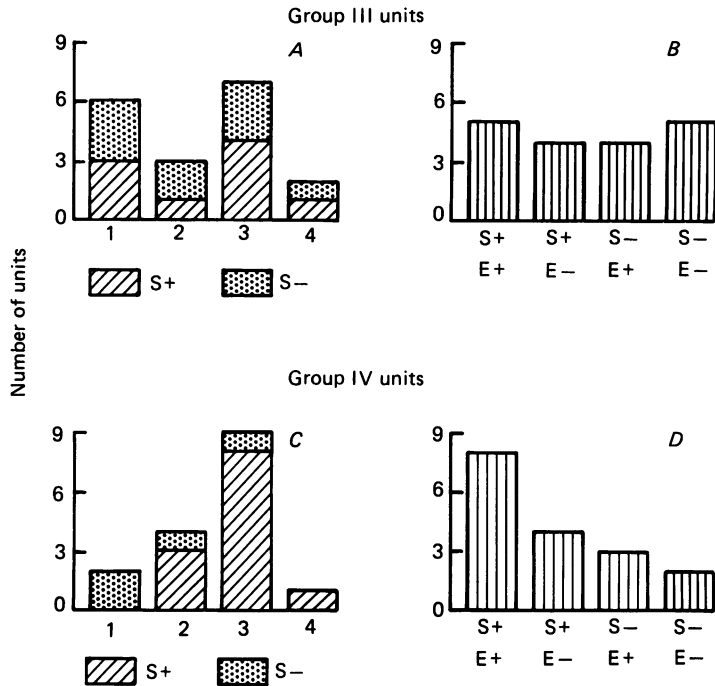 Group III units
A
9
6
3
0
1 2 3 4
S+ S−
B
9
6
3
0
S+ S+ S− S−
E+ E− E+ E−
Number of units
Group IV units
C
9
6
3
0
1 2 3 4
S+ S−
D
9
6
3
0
S+ S+ S− S−
E+ E− E+ E−